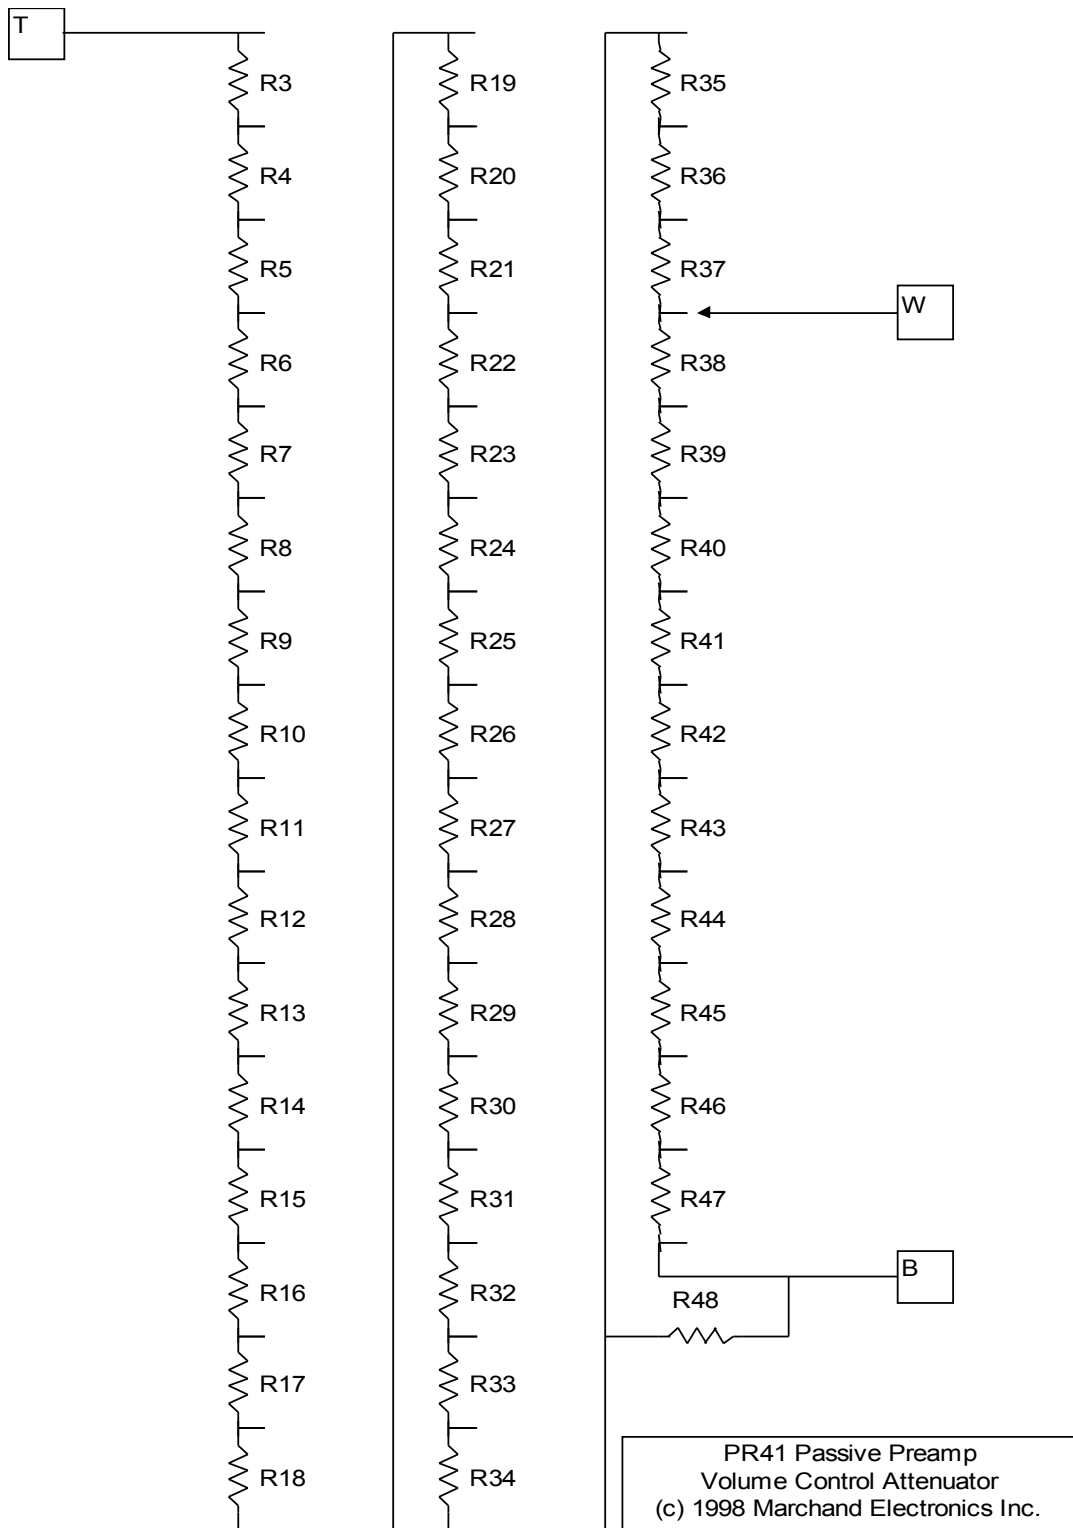 T
R3 R19 R35
R4 R20 R36
R5 R21 R37
W
R6 R22 R38
R7 R23 R39
R8 R24 R40
R9 R25 R41
R10 R26 R42
R11 R27 R43
R12 R28 R44
R13 R29 R45
R14 R30 R46
R15 R31 R47
B
R16 R32 R48
R17 R33
R18 R34
PR41 Passive Preamp
Volume Control Attenuator
(c) 1998 Marchand Electronics Inc.